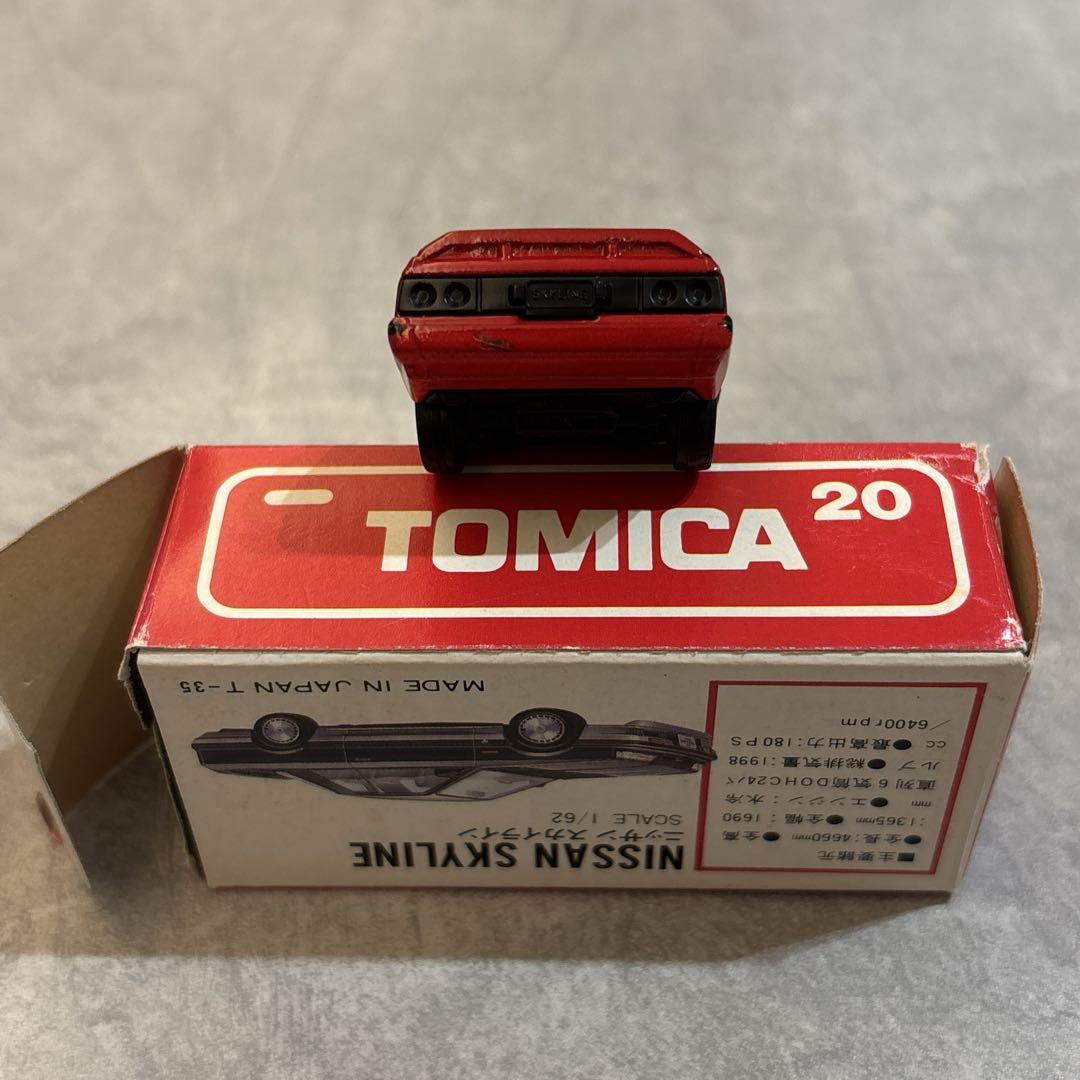 SKYLINE
TOMICA 20
NISSAN SKYLINE
ニッサン スカイライン
SCALE 1/62
MADE IN JAPAN T-35
■主要諸元
●全長:4660mm ●全高
:1365mm ●全幅:1690
mm ●エンジン:水冷
直列6気筒DOHC24バ
ルブ ●総排気量:1998
cc ●最高出力:180PS
/6400rpm